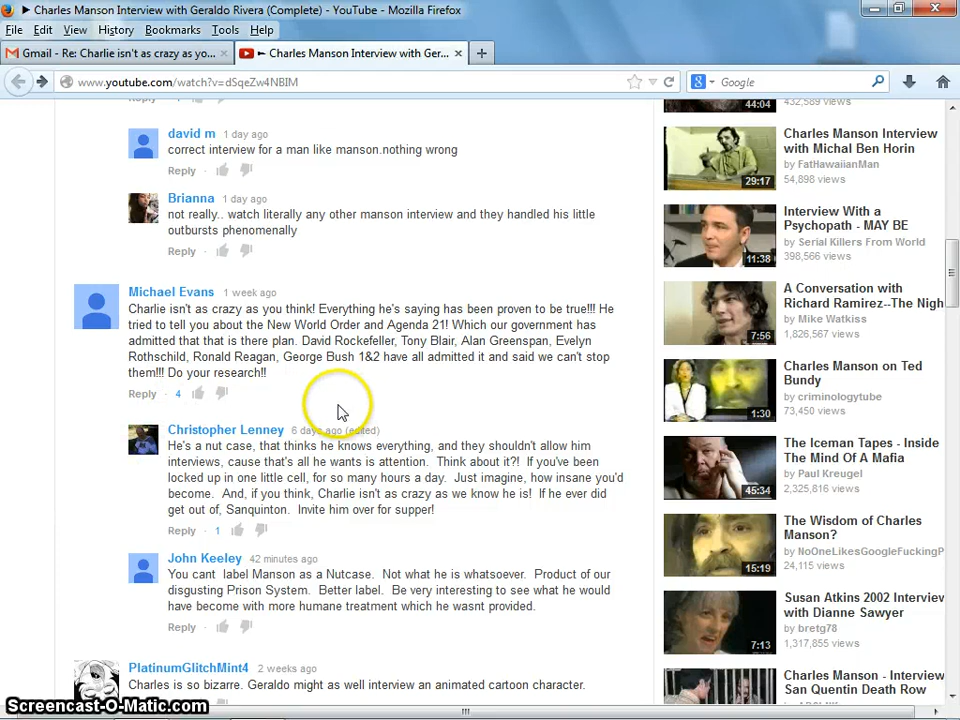 ► Charles Manson Interview with Geraldo Rivera (Complete) - YouTube - Mozilla Firefox
File Edit View History Bookmarks Tools Help
Gmail - Re: Charlie isn't as crazy as yo...
► Charles Manson Interview with Ger...
www.youtube.com/watch?v=dSqeZw4NBIM
Google
david m 1 day ago
correct interview for a man like manson.nothing wrong
Reply
Brianna 1 day ago
not really.. watch literally any other manson interview and they handled his little
outbursts phenomenally
Reply
Michael Evans 1 week ago
Charlie isn't as crazy as you think! Everything he's saying has been proven to be true!!! He
tried to tell you about the New World Order and Agenda 21! Which our government has
admitted that that is there plan. David Rockefeller, Tony Blair, Alan Greenspan, Evelyn
Rothschild, Ronald Reagan, George Bush 1&2 have all admitted it and said we can't stop
them!!! Do your research!!
Reply 4
Christopher Lenney 6 days ago (edited)
He's a nut case, that thinks he knows everything, and they shouldn't allow him
interviews, cause that's all he wants is attention. Think about it?! If you've been
locked up in one little cell, for so many hours a day. Just imagine, how insane you'd
become. And, if you think, Charlie isn't as crazy as we know he is! If he ever did
get out of, Sanquinton. Invite him over for supper!
Reply 1
John Keeley 42 minutes ago
You cant label Manson as a Nutcase. Not what he is whatsoever. Product of our
disgusting Prison System. Better label. Be very interesting to see what he would
have become with more humane treatment which he wasnt provided.
Reply
PlatinumGlitchMint4 2 weeks ago
Charles is so bizarre. Geraldo might as well interview an animated cartoon character.
44:04
432,589 views
Charles Manson Interview
with Michal Ben Horin
by FatHawaiianMan
54,898 views
29:17
Interview With a
Psychopath - MAY BE
by Serial Killers From World
398,566 views
11:38
A Conversation with
Richard Ramirez--The Nigh
by Mike Watkiss
1,826,567 views
7:56
Charles Manson on Ted
Bundy
by criminologytube
73,450 views
1:30
The Iceman Tapes - Inside
The Mind Of A Mafia
by Paul Kreugel
2,325,816 views
45:34
The Wisdom of Charles
Manson?
by NoOneLikesGoogleFuckingP
24,115 views
15:19
Susan Atkins 2002 Interview
with Dianne Sawyer
by bretg78
1,317,855 views
7:13
Charles Manson - Interview
San Quentin Death Row
Screencast-O-Matic.com